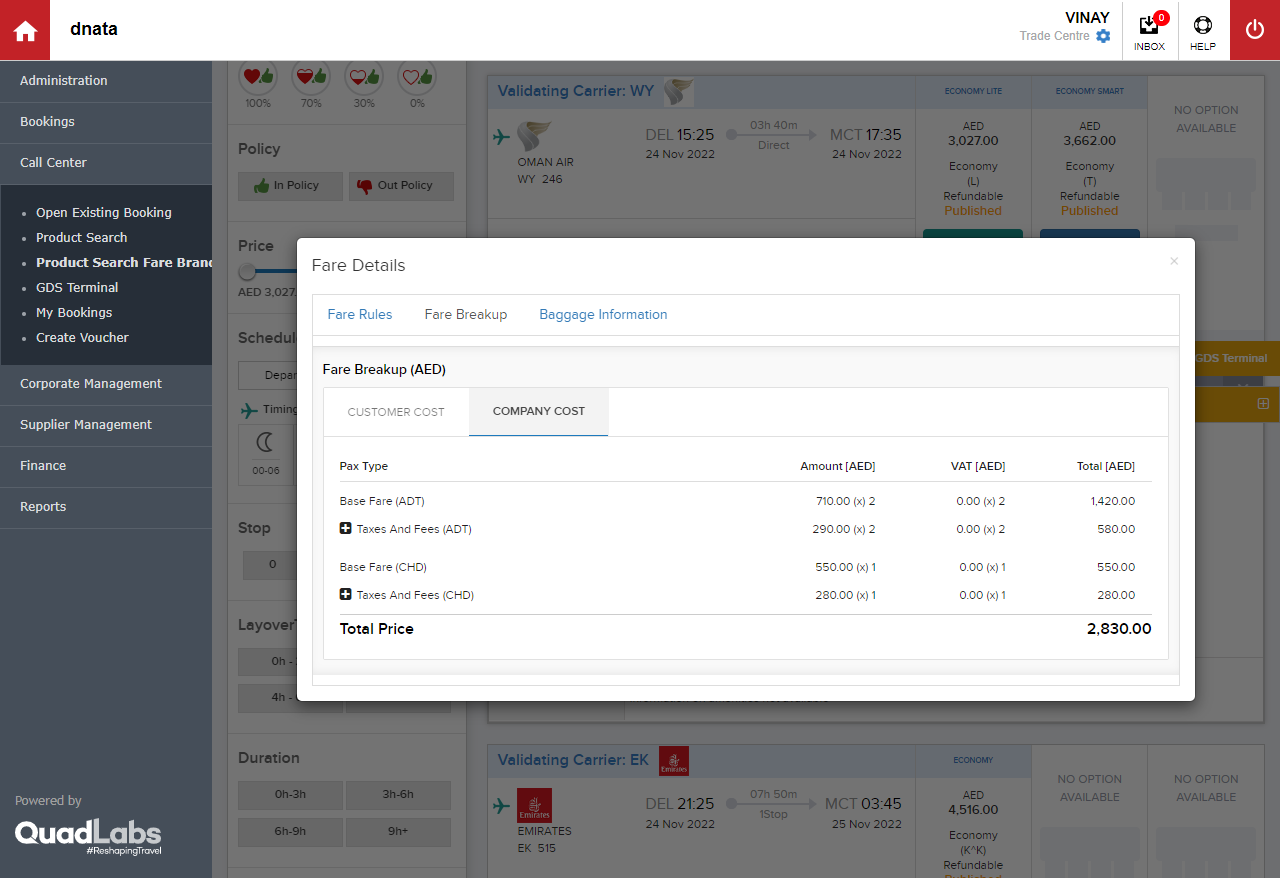 dnata
VINAY
Trade Centre
0
INBOX
HELP
Administration
Bookings
Call Center
Open Existing Booking
Product Search
Product Search Fare Brand
GDS Terminal
My Bookings
Create Voucher
Corporate Management
Supplier Management
Finance
Reports
Powered by
QuadLabs
#ReshapingTravel
100% 70% 30% 0%
Policy
In Policy Out Policy
Price
AED 3,027.
Schedul
Depar
Timing
00-06
Stop
0
LayoverT
0h -
4h -
Duration
0h-3h 3h-6h
6h-9h 9h+
Validating Carrier: WY
ECONOMY LITE ECONOMY SMART
OMAN AIR
WY 246
DEL 15:25
24 Nov 2022
03h 40m
Direct
MCT 17:35
24 Nov 2022
AED
3,027.00
Economy
(L)
Refundable
Published
AED
3,662.00
Economy
(T)
Refundable
Published
NO OPTION
AVAILABLE
GDS Terminal
Fare Details
×
Fare Rules Fare Breakup Baggage Information
Fare Breakup (AED)
CUSTOMER COST COMPANY COST
Pax Type Amount [AED] VAT [AED] Total [AED]
Base Fare (ADT) 710.00 (x) 2 0.00 (x) 2 1,420.00
Taxes And Fees (ADT) 290.00 (x) 2 0.00 (x) 2 580.00
Base Fare (CHD) 550.00 (x) 1 0.00 (x) 1 550.00
Taxes And Fees (CHD) 280.00 (x) 1 0.00 (x) 1 280.00
Total Price 2,830.00
Validating Carrier: EK
Emirates
ECONOMY
Emirates
EMIRATES
EK 515
DEL 21:25
24 Nov 2022
07h 50m
1Stop
MCT 03:45
25 Nov 2022
AED
4,516.00
Economy
(K^K)
Refundable
Published
NO OPTION
AVAILABLE
NO OPTION
AVAILABLE